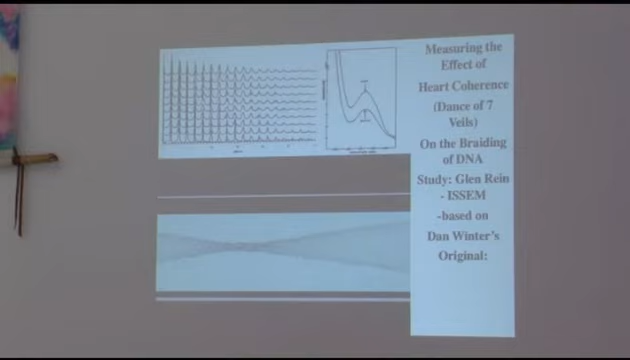 Measuring the
Effect of
Heart Coherence
(Dance of 7
Veils)
On the Braiding
of DNA
Study: Glen Rein
- ISSEM
-based on
Dan Winter's
Original: